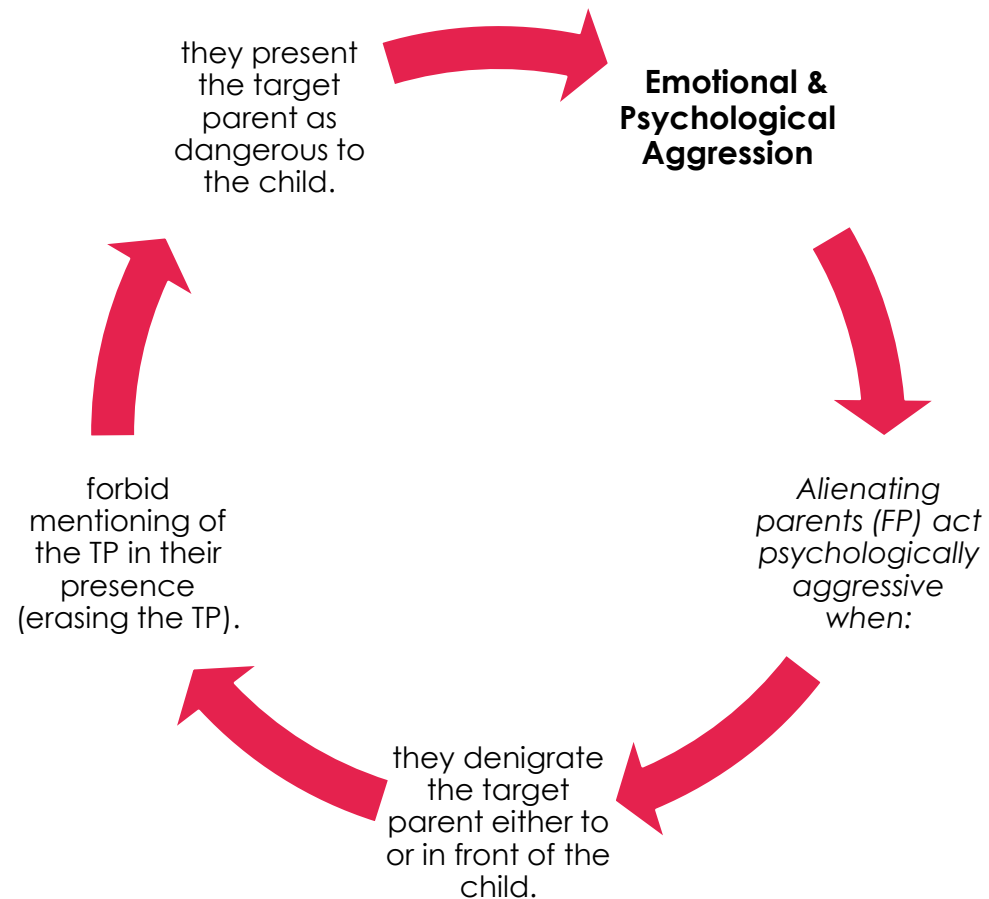 Emotional &
Psychological
Aggression
Alienating
parents (FP) act
psychologically
aggressive
when:
they denigrate
the target
parent either to
or in front of the
child.
forbid
mentioning of
the TP in their
presence
(erasing the TP).
they present
the target
parent as
dangerous to
the child.